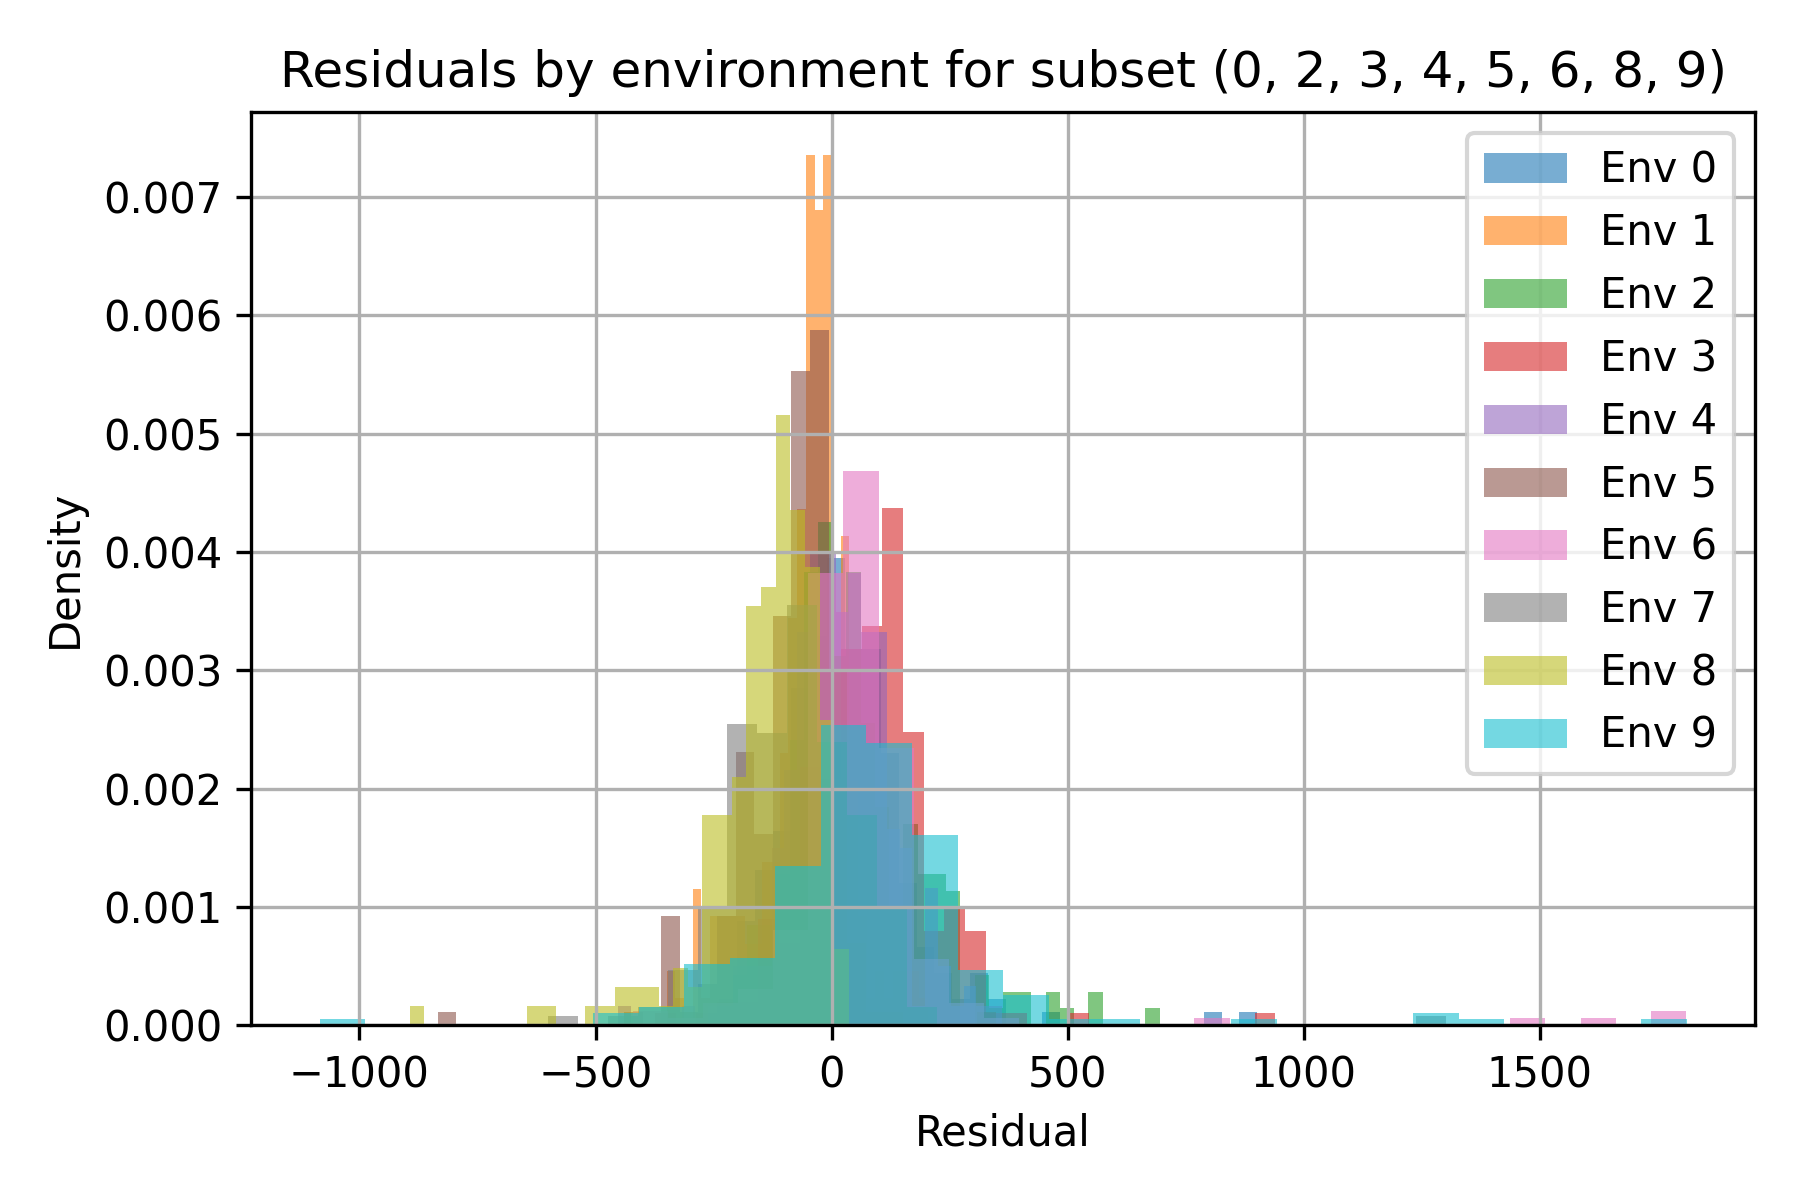 Residuals by environment for subset (0, 2, 3, 4, 5, 6, 8, 9)
Density
0.007
0.006
0.005
0.004
0.003
0.002
0.001
0.000
−1000
−500
0
500
1000
1500
Residual
Env 0
Env 1
Env 2
Env 3
Env 4
Env 5
Env 6
Env 7
Env 8
Env 9